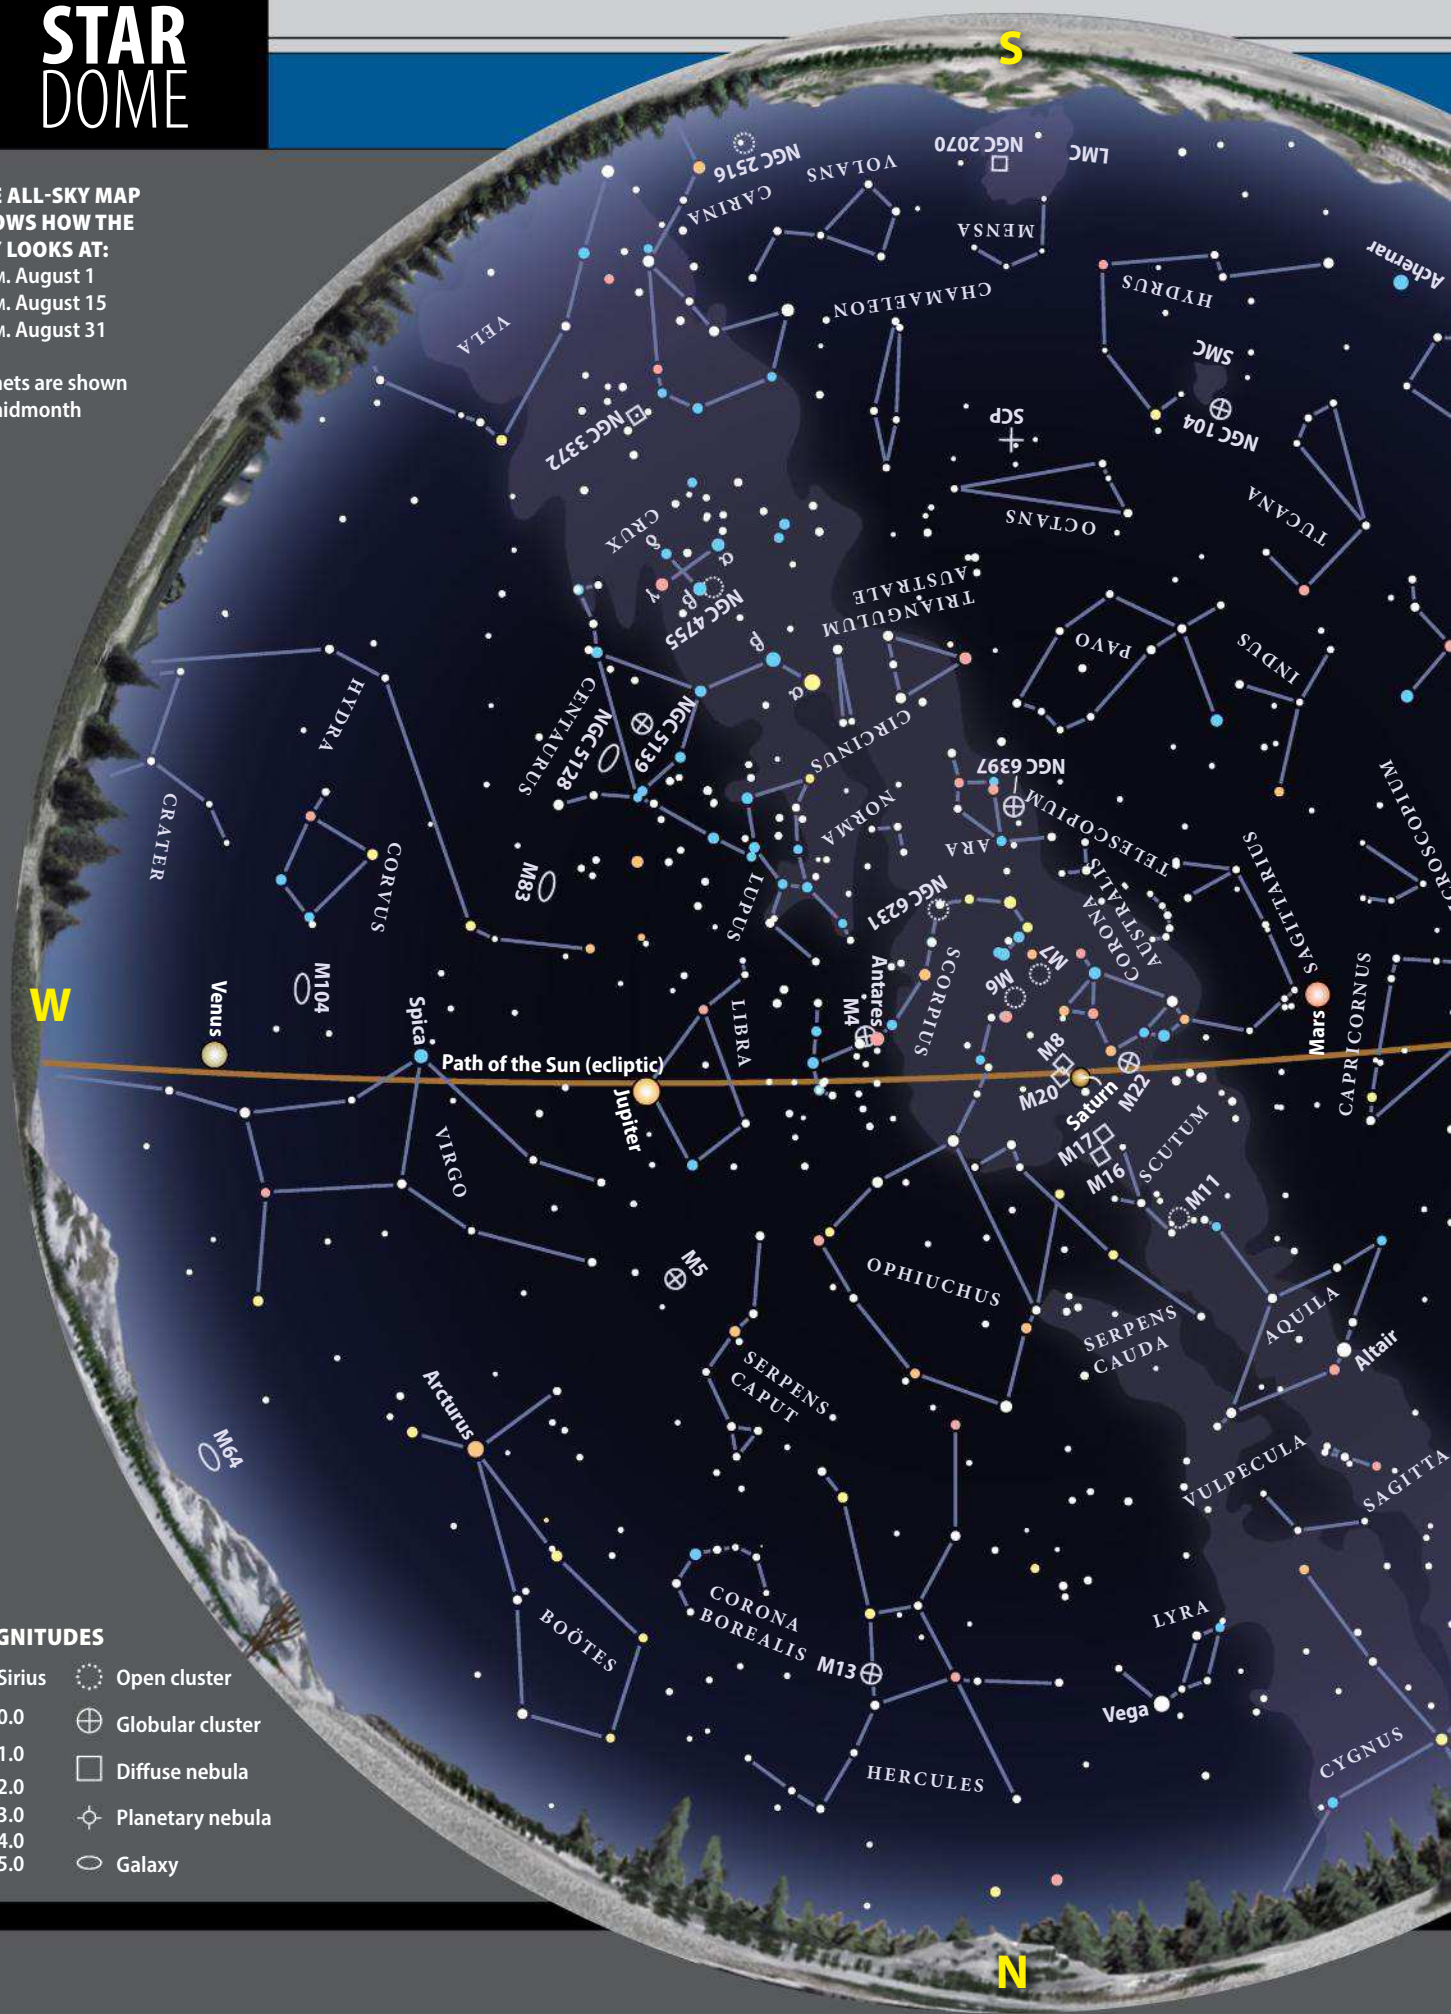 STAR
DOME
E ALL-SKY MAP
OWS HOW THE
Y LOOKS AT:
M. August 1
M. August 15
M. August 31
nets are shown
midmonth
S
NGC 2516
NGC 2070
LMC
VOLANS
CARINA
MENSA
Achernar
HYDRUS
CHAMAELEON
VELA
SMC
NGC 104
SCP
NGC 3372
TUCANA
OCTANS
CRUX
δ
α
γ
β
NGC 4755
TRIANGULUM
AUSTRALE
β
α
PAVO
INDUS
HYDRA
CENTAURUS
NGC 5128
NGC 5139
CIRCINUS
NGC 6397
TELESCOPIUM
NORMA
ARA
CRATER
CORVUS
M83
LUPUS
NGC 6231
CORONA
AUSTRALIS
SAGITTARIUS
CROSCOPIUM
W
Venus
M104
Spica
LIBRA
Antares
M4
SCORPIUS
M6
M7
Mars
CAPRICORNUS
Path of the Sun (ecliptic)
Jupiter
M8
M20
Saturn
M22
M17
M16
SCUTUM
M11
VIRGO
M5
OPHIUCHUS
SERPENS
CAUDA
AQUILA
Altair
SERPENS
CAPUT
Arcturus
M64
VULPECULA
SAGITTA
CORONA
BOREALIS
BOÖTES
M13
LYRA
Vega
HERCULES
CYGNUS
N
GNITUDES
Sirius
0.0
1.0
2.0
3.0
4.0
5.0
Open cluster
Globular cluster
Diffuse nebula
Planetary nebula
Galaxy